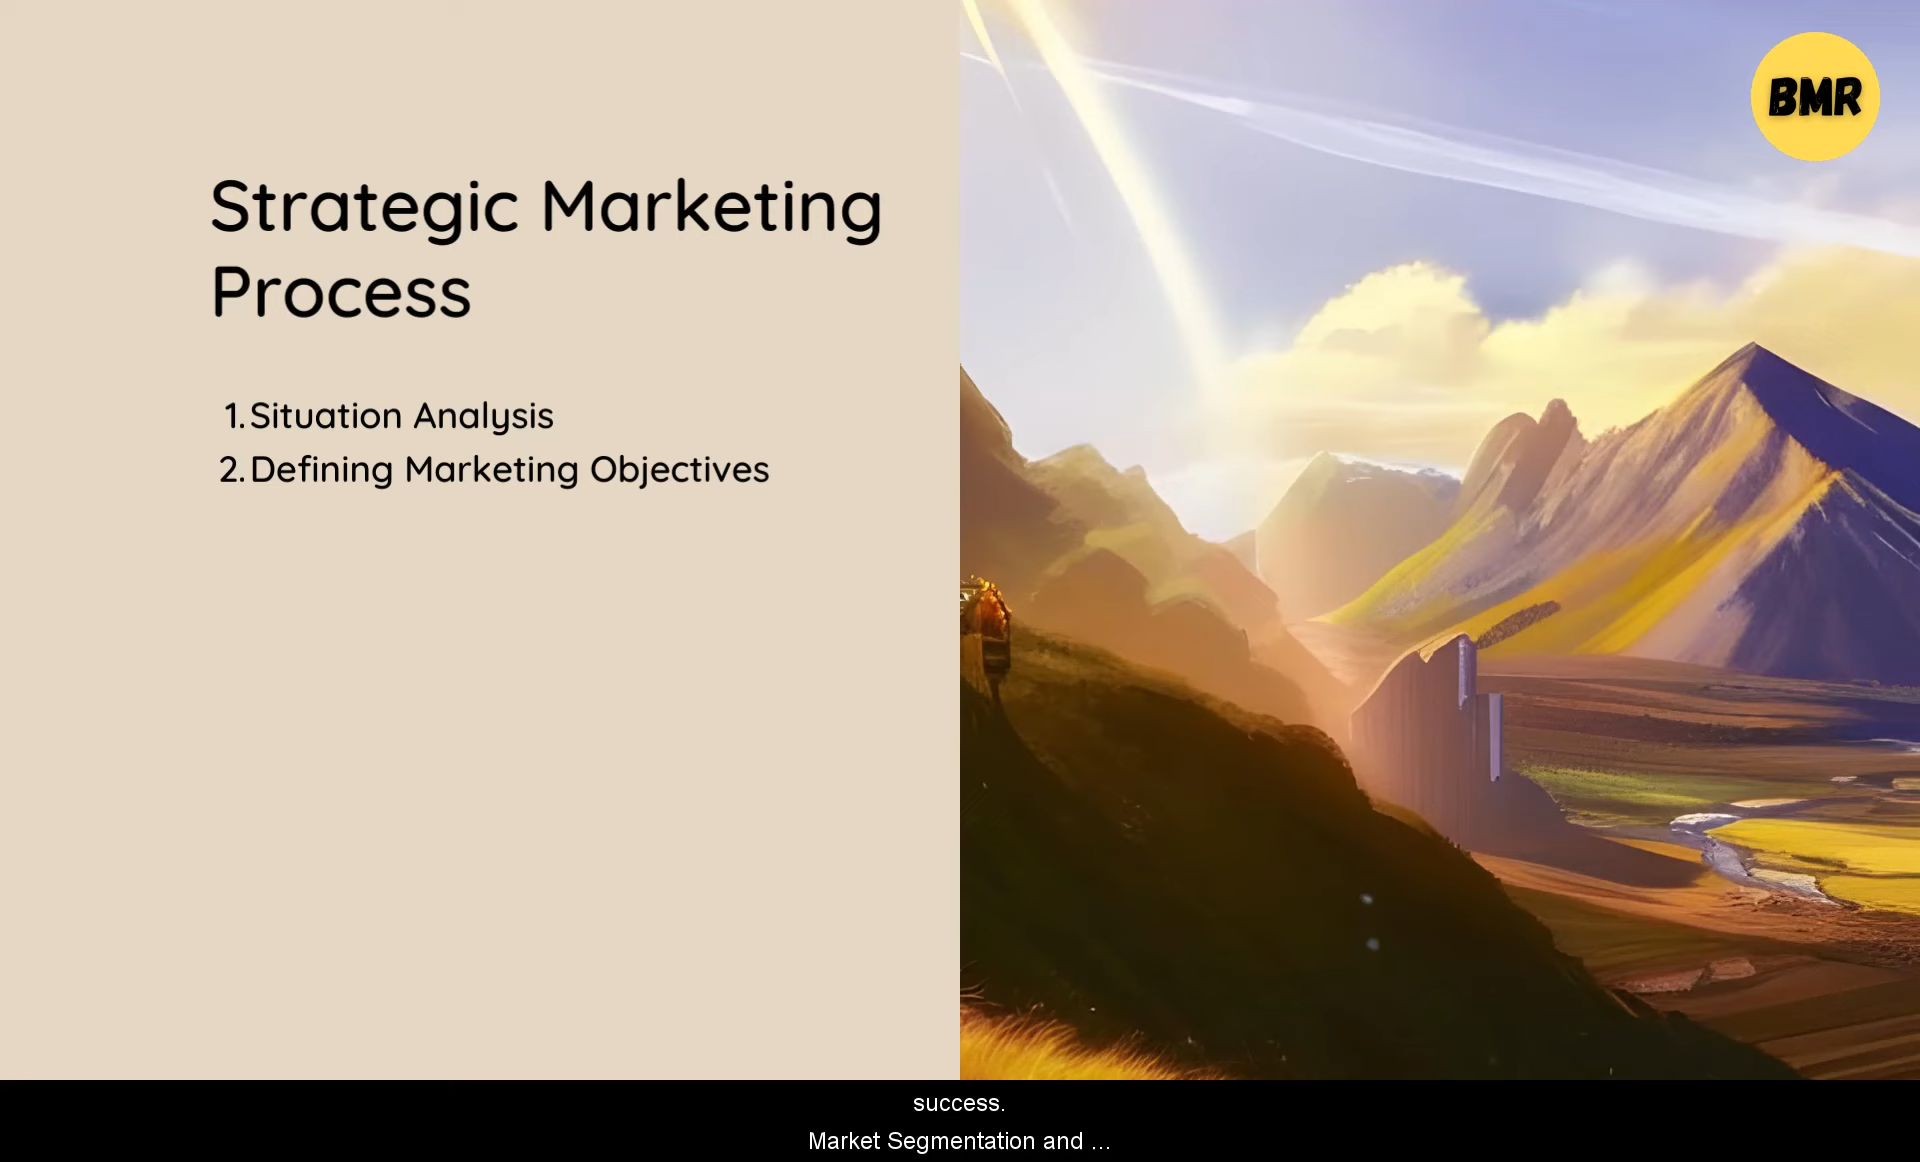 BMR
Strategic Marketing
Process
1. Situation Analysis
2. Defining Marketing Objectives
success.
Market Segmentation and ...